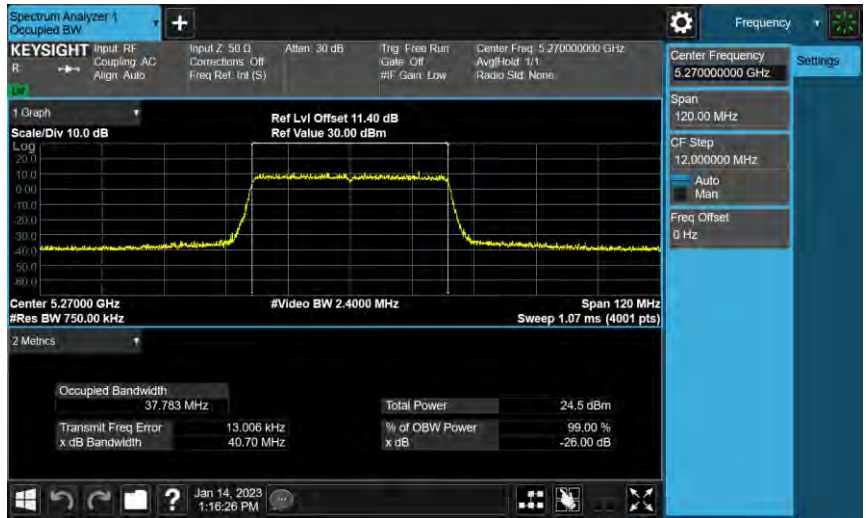 Spectrum Analyzer 1
Occupied BW
Frequency
KEYSIGHT
R
Input: RF
Coupling: AC
Align: Auto
Input Z: 50 Ω
Corrections: Off
Freq Ref: Int (S)
Atten: 30 dB
Trig: Free Run
Gate: Off
#IF Gain: Low
Center Freq: 5.270000000 GHz
Avg|Hold: 1/1
Radio Std: None
Center Frequency
5.270000000 GHz
Settings
Span
120.00 MHz
CF Step
12.000000 MHz
Auto
Man
Freq Offset
0 Hz
1 Graph
Scale/Div 10.0 dB
Ref Lvl Offset 11.40 dB
Ref Value 30.00 dBm
Log
20.0
10.0
0.00
-10.0
-20.0
-30.0
-40.0
-50.0
-60.0
Center 5.27000 GHz
#Video BW 2.4000 MHz
Span 120 MHz
#Res BW 750.00 kHz
Sweep 1.07 ms (4001 pts)
2 Metrics
Occupied Bandwidth
37.783 MHz
Total Power 24.5 dBm
Transmit Freq Error 13.006 kHz
% of OBW Power 99.00 %
x dB Bandwidth 40.70 MHz
x dB -26.00 dB
Jan 14, 2023
1:16:26 PM